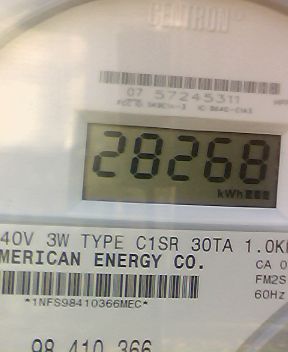 CENTRON
07 57245311
28268
kWh
40V 3W TYPE C1SR 30TA 1.0K
MERICAN ENERGY CO.
CA 0
FM2S
60Hz
*1NFS98410366MEC*
98 410 366